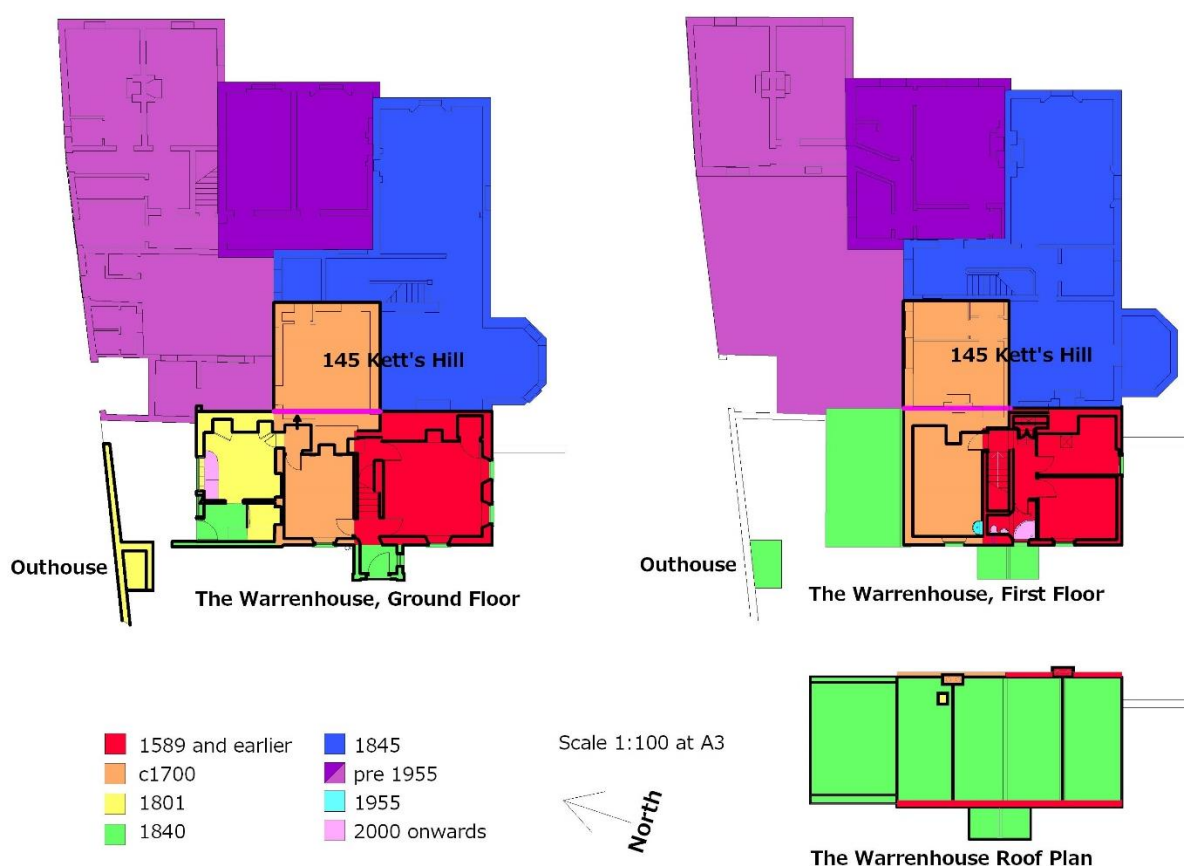 145 Kett's Hill
145 Kett's Hill
Outhouse
The Warrenhouse, Ground Floor
Outhouse
The Warrenhouse, First Floor
1589 and earlier
c1700
1801
1840
1845
pre 1955
1955
2000 onwards
Scale 1:100 at A3
North
The Warrenhouse Roof Plan